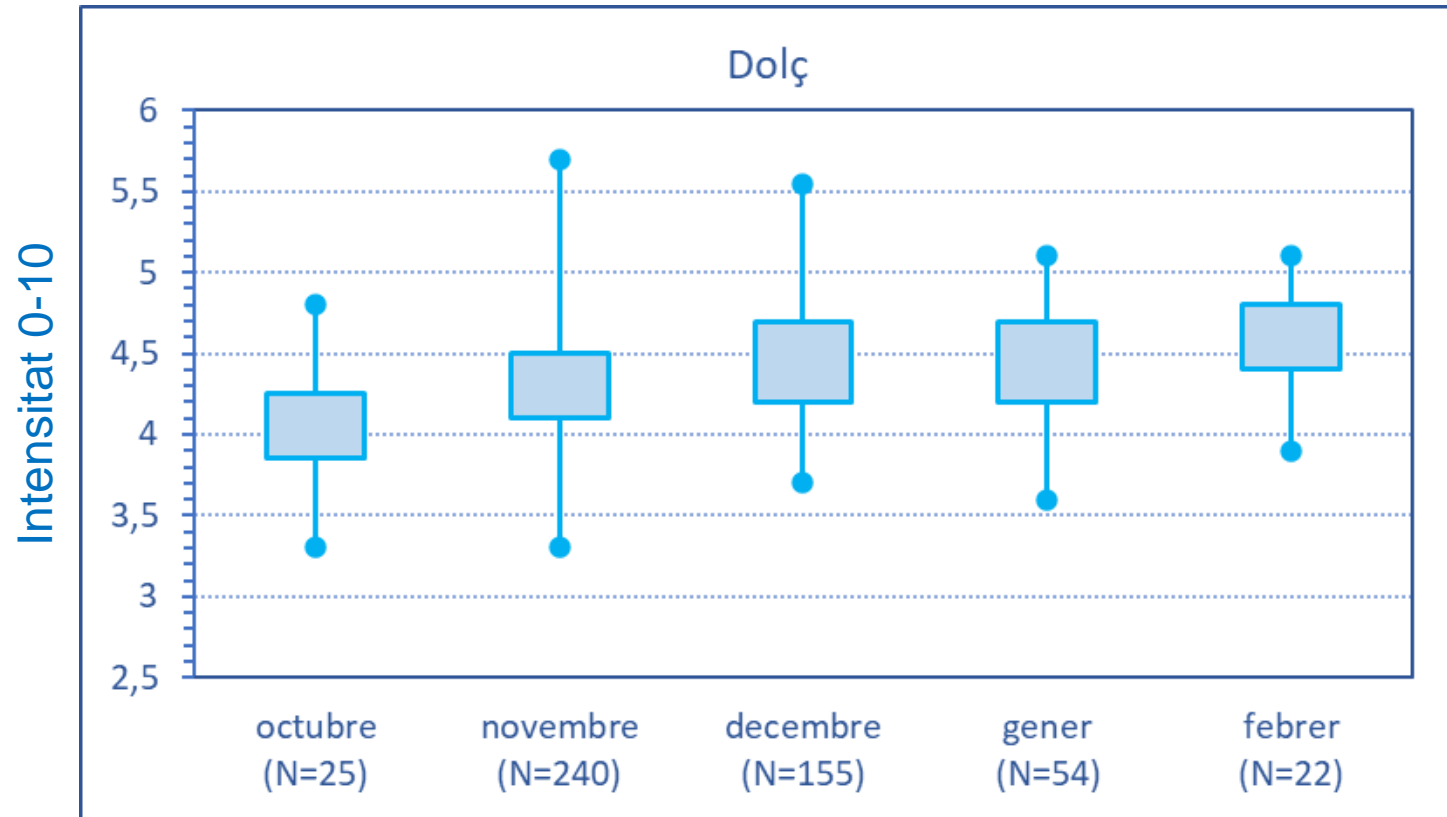 Dolç
Intensitat 0-10
6
5,5
5
4,5
4
3,5
3
2,5
octubre novembre decembre gener febrer
(N=25) (N=240) (N=155) (N=54) (N=22)